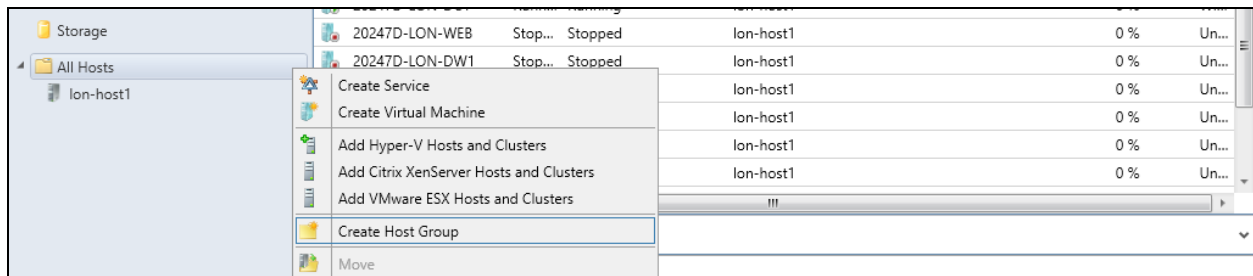 Storage
20247D-LON-WEB Stop... Stopped lon-host1 0 % Un...
All Hosts
20247D-LON-DW1 Stop... Stopped lon-host1 0 % Un...
lon-host1
Create Service
lon-host1 0 % Un...
Create Virtual Machine
lon-host1 0 % Un...
Add Hyper-V Hosts and Clusters
lon-host1 0 % Un...
Add Citrix XenServer Hosts and Clusters
lon-host1 0 % Un...
Add VMware ESX Hosts and Clusters
Create Host Group
Move